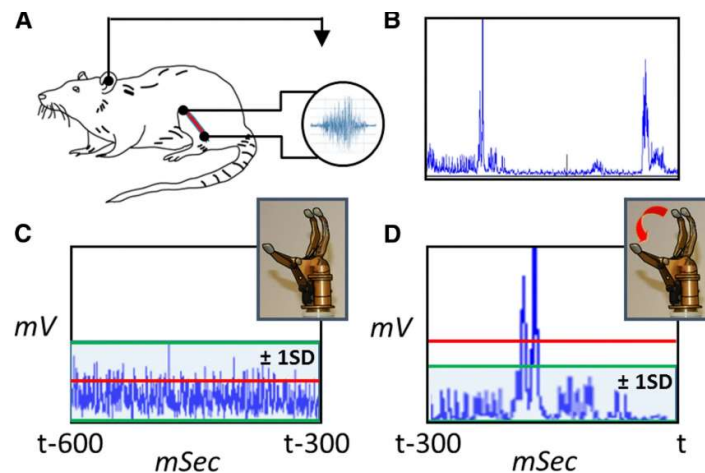 A
B
C
D
mV
± 1SD
t-600
t-300
mSec
mV
± 1SD
t-300
t
mSec